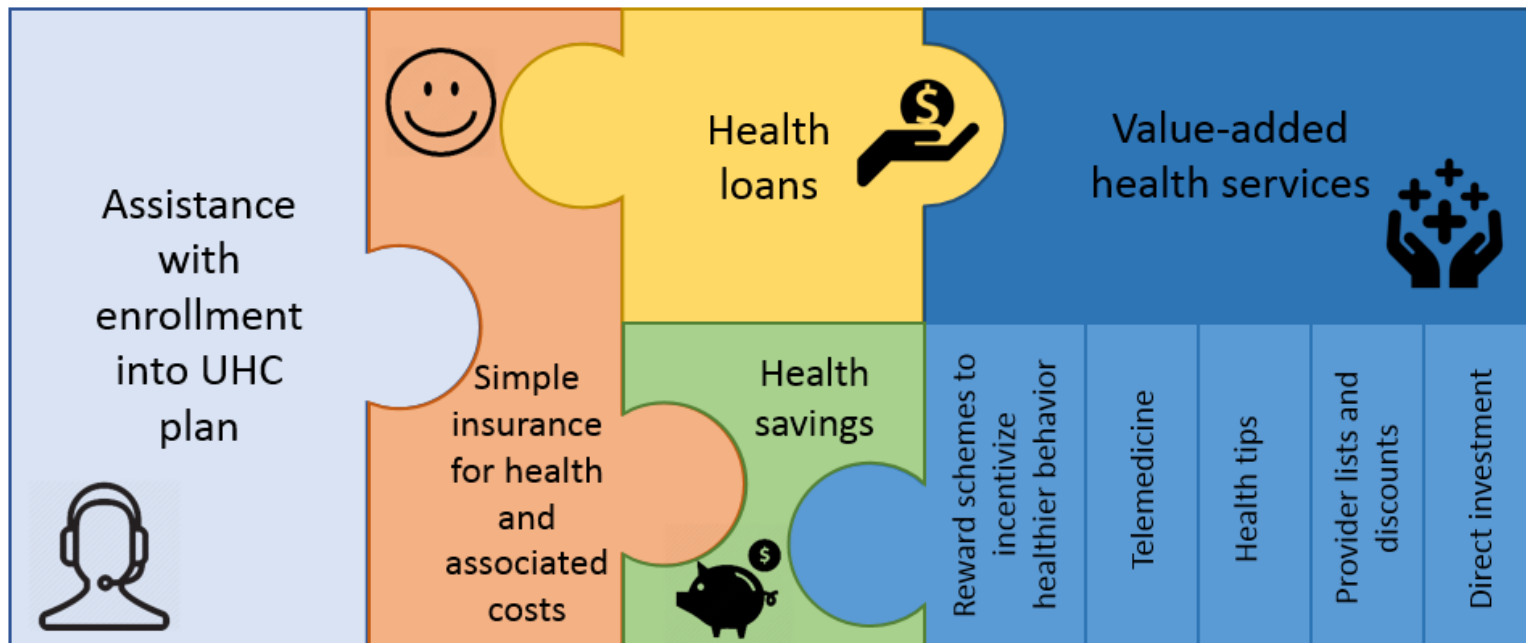 Assistance
with
enrollment
into UHC
plan
Simple
insurance
for health
and
associated
costs
Health
loans
$
Health
savings
$
Value-added
health services
Reward schemes to
incentivize
healthier behavior
Telemedicine
Health tips
Provider lists and
discounts
Direct investment